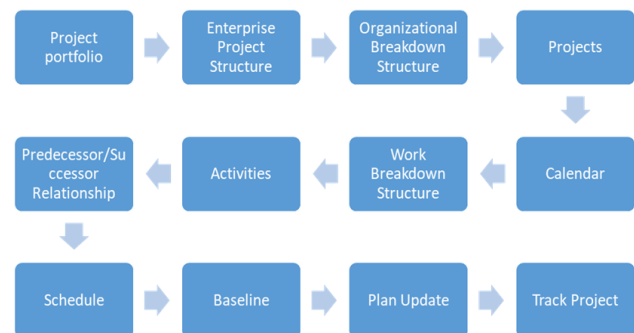 Project
portfolio
Enterprise
Project
Structure
Organizational
Breakdown
Structure
Projects
Predecessor/Su
ccessor
Relationship
Activities
Work
Breakdown
Structure
Calendar
Schedule
Baseline
Plan Update
Track Project